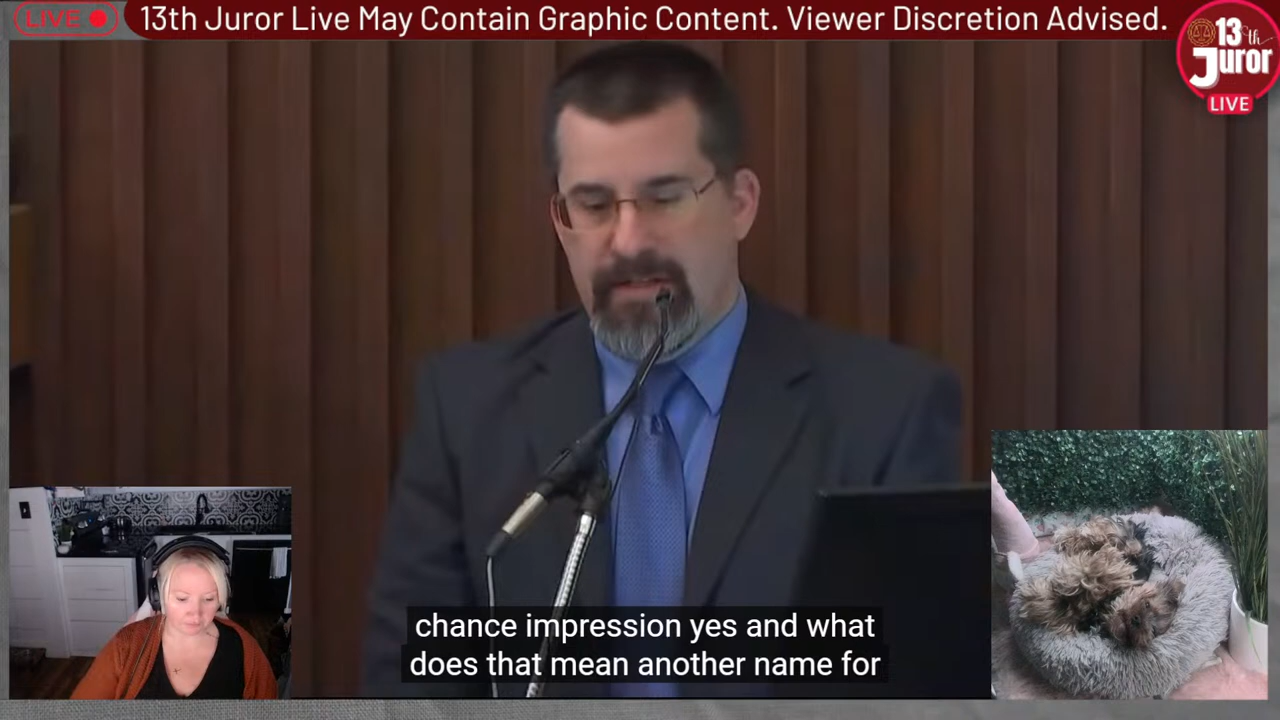 LIVE
13th Juror Live May Contain Graphic Content. Viewer Discretion Advised.
13th
Juror
LIVE
chance impression yes and what
does that mean another name for